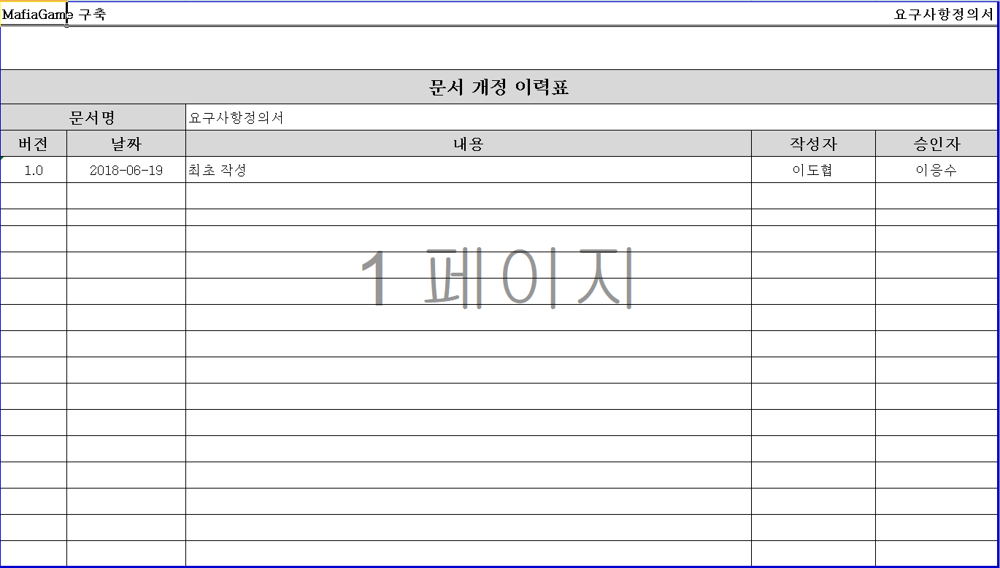 MafiaGame 구축 요구사항정의서
문서 개정 이력표
문서명 요구사항정의서
버전 날짜 내용 작성자 승인자
1.0 2018-06-19 최초 작성 이도협 이응수
1 페이지